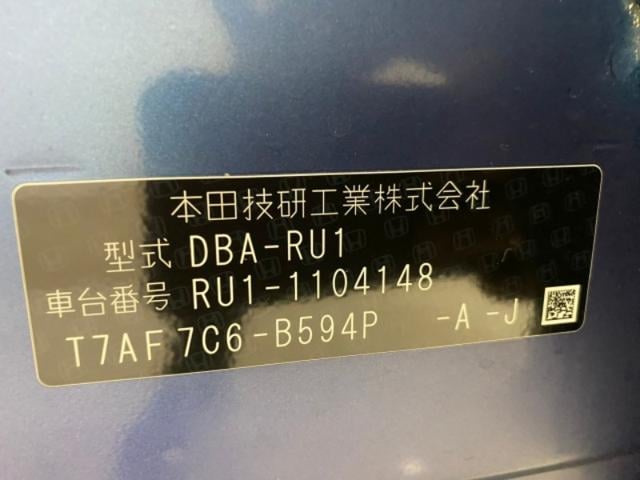 本田技研工業株式会社
型式 DBA-RU1
車台番号 RU1-1104148
T7AF 7C6-B594P -A -J